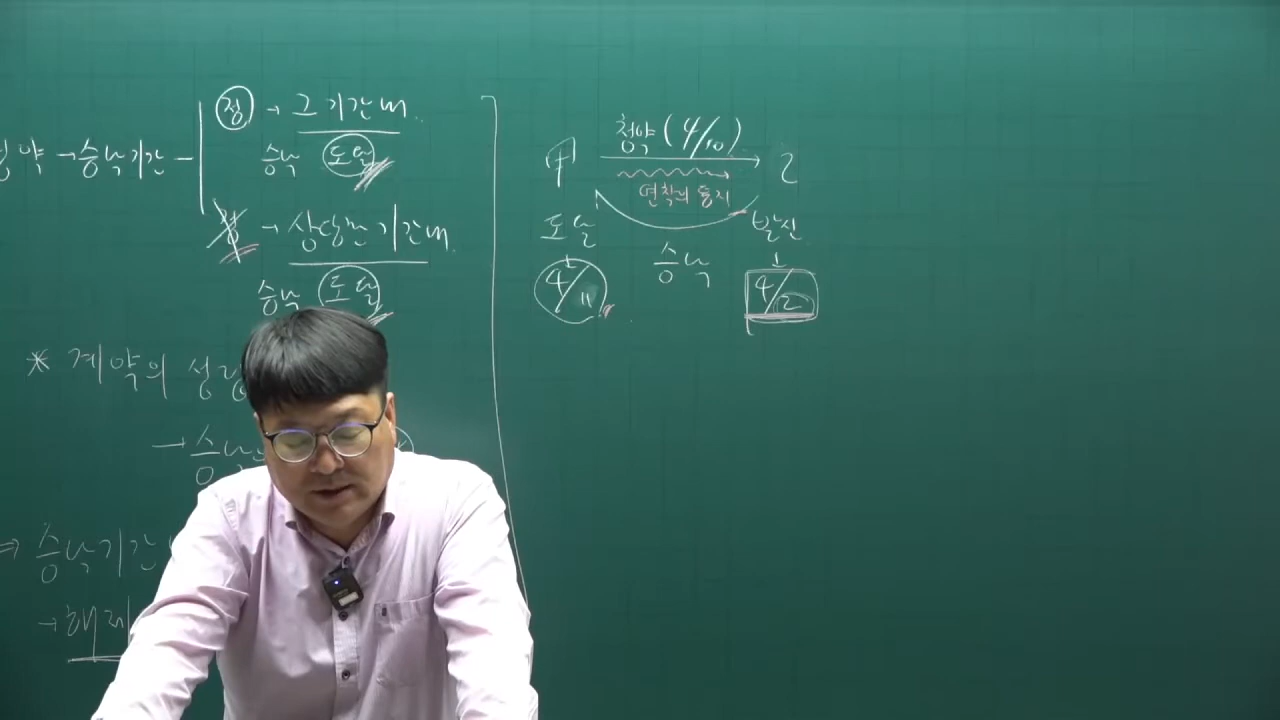 약 → 승낙기간 –
정 → 그 기간 내
승낙 도달
→ 상당한 기간 내
승낙 도달
* 계약의 성립
→ 승낙
⇒ 승낙기간
→ 해제
청약 (4/10)
甲 → 乙
연착의 통지
도달 발신
승낙
4/11 4/2